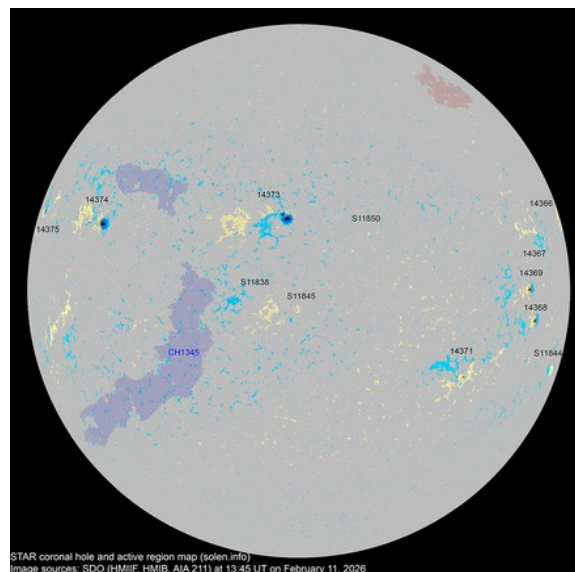 14374
14373
14366
S11850
14375
14367
14369
S11838
S11845
14368
CH1345
14371
S11844
STAR coronal hole and active region map (solen.info)
Image sources: SDO (HMIIF, HMIB, AIA 211) at 13:45 UT on February 11, 2026